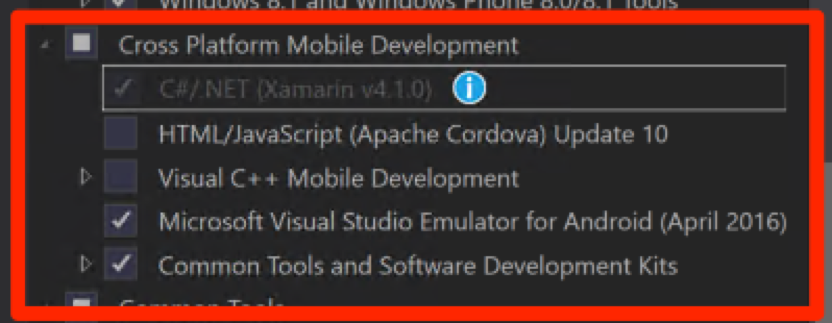 Windows 8.1 and Windows Phone 8.0/8.1 Tools
Cross Platform Mobile Development
C#/.NET (Xamarin v4.1.0)
HTML/JavaScript (Apache Cordova) Update 10
Visual C++ Mobile Development
Microsoft Visual Studio Emulator for Android (April 2016)
Common Tools and Software Development Kits
Common Tools